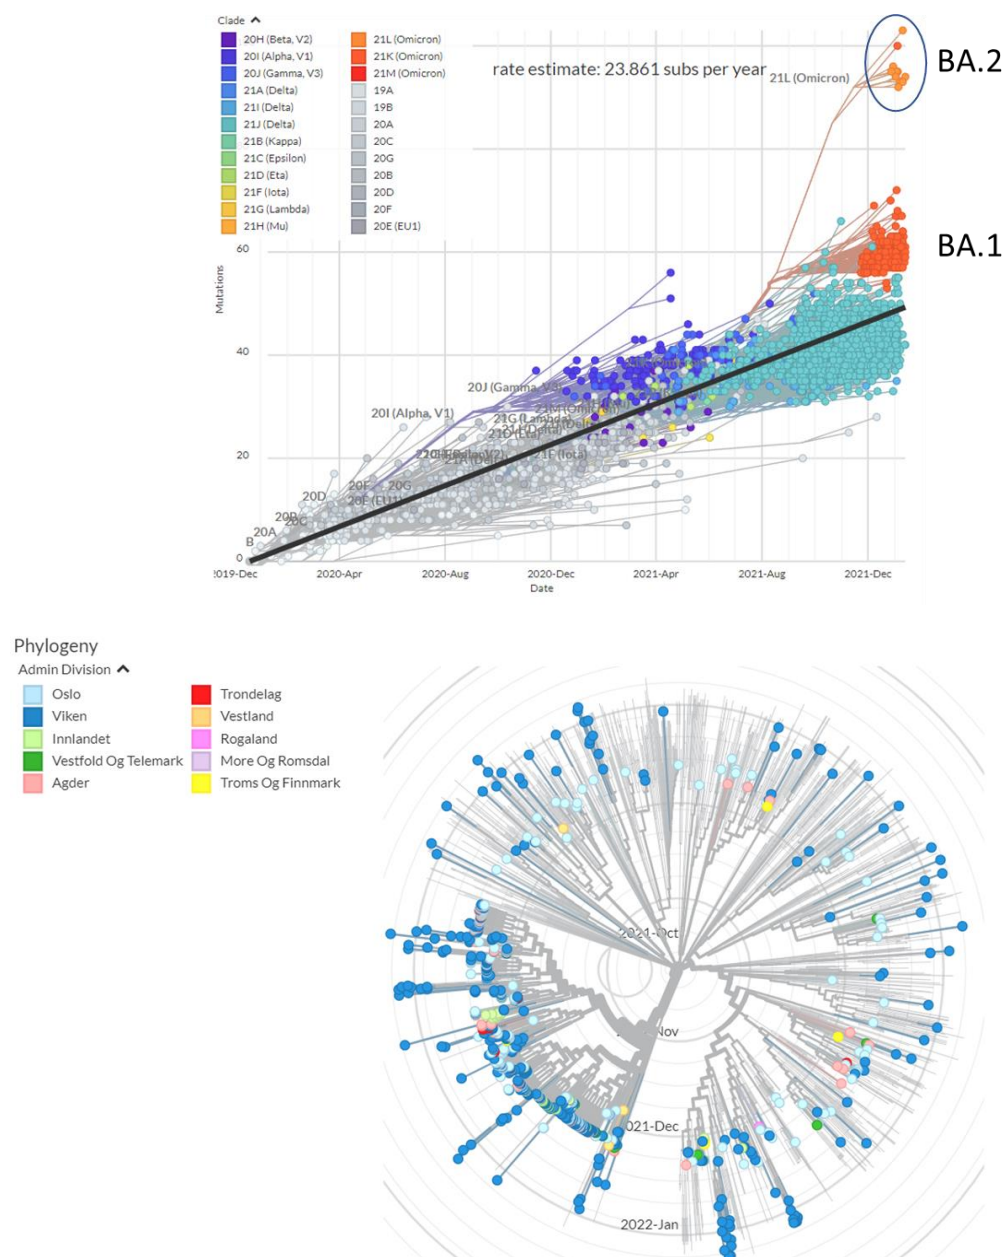 Clade
20H (Beta, V2) 21L (Omicron)
20I (Alpha, V1) 21K (Omicron)
20J (Gamma, V3) 21M (Omicron)
21A (Delta) 19A
21I (Delta) 19B
21J (Delta) 20A
21B (Kappa) 20C
21C (Epsilon) 20G
21D (Eta) 20B
21F (Iota) 20D
21G (Lambda) 20F
21H (Mu) 20E (EU1)
rate estimate: 23.861 subs per year
21L (Omicron)
BA.2
BA.1
60
Mutations
40
20J (Gamma, V3)
20I (Alpha, V1)
21M (Omicron)
21G (Lambda)
21D (Eta)
21F (Iota)
20
20F
20G
20D
20E (EU1)
20C
20A
B
0
2019-Dec 2020-Apr 2020-Aug 2020-Dec 2021-Apr 2021-Aug 2021-Dec
Date
Phylogeny
Admin Division
Oslo Trondelag
Viken Vestland
Innlandet Rogaland
Vestfold Og Telemark More Og Romsdal
Agder Troms Og Finnmark
2021-Oct
Nov
2021-Dec
2022-Jan